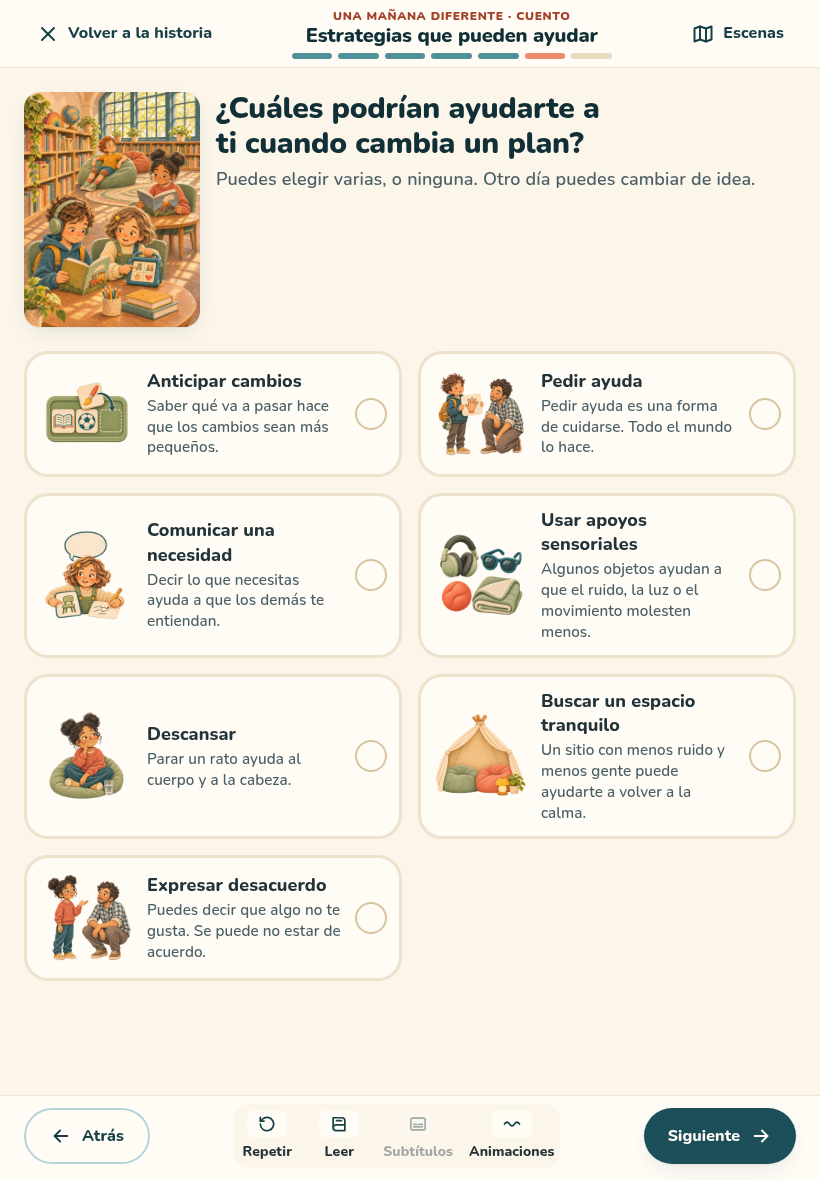 Volver a la historia
UNA MAÑANA DIFERENTE · CUENTO
Estrategias que pueden ayudar
Escenas
¿Cuáles podrían ayudarte a
ti cuando cambia un plan?
Puedes elegir varias, o ninguna. Otro día puedes cambiar de idea.
Anticipar cambios
Saber qué va a pasar hace
que los cambios sean más
pequeños.
Pedir ayuda
Pedir ayuda es una forma
de cuidarse. Todo el mundo
lo hace.
Comunicar una
necesidad
Decir lo que necesitas
ayuda a que los demás te
entiendan.
Usar apoyos
sensoriales
Algunos objetos ayudan a
que el ruido, la luz o el
movimiento molesten
menos.
Descansar
Parar un rato ayuda al
cuerpo y a la cabeza.
Buscar un espacio
tranquilo
Un sitio con menos ruido y
menos gente puede
ayudarte a volver a la
calma.
Expresar desacuerdo
Puedes decir que algo no te
gusta. Se puede no estar de
acuerdo.
Atrás
Repetir
Leer
Subtítulos
Animaciones
Siguiente